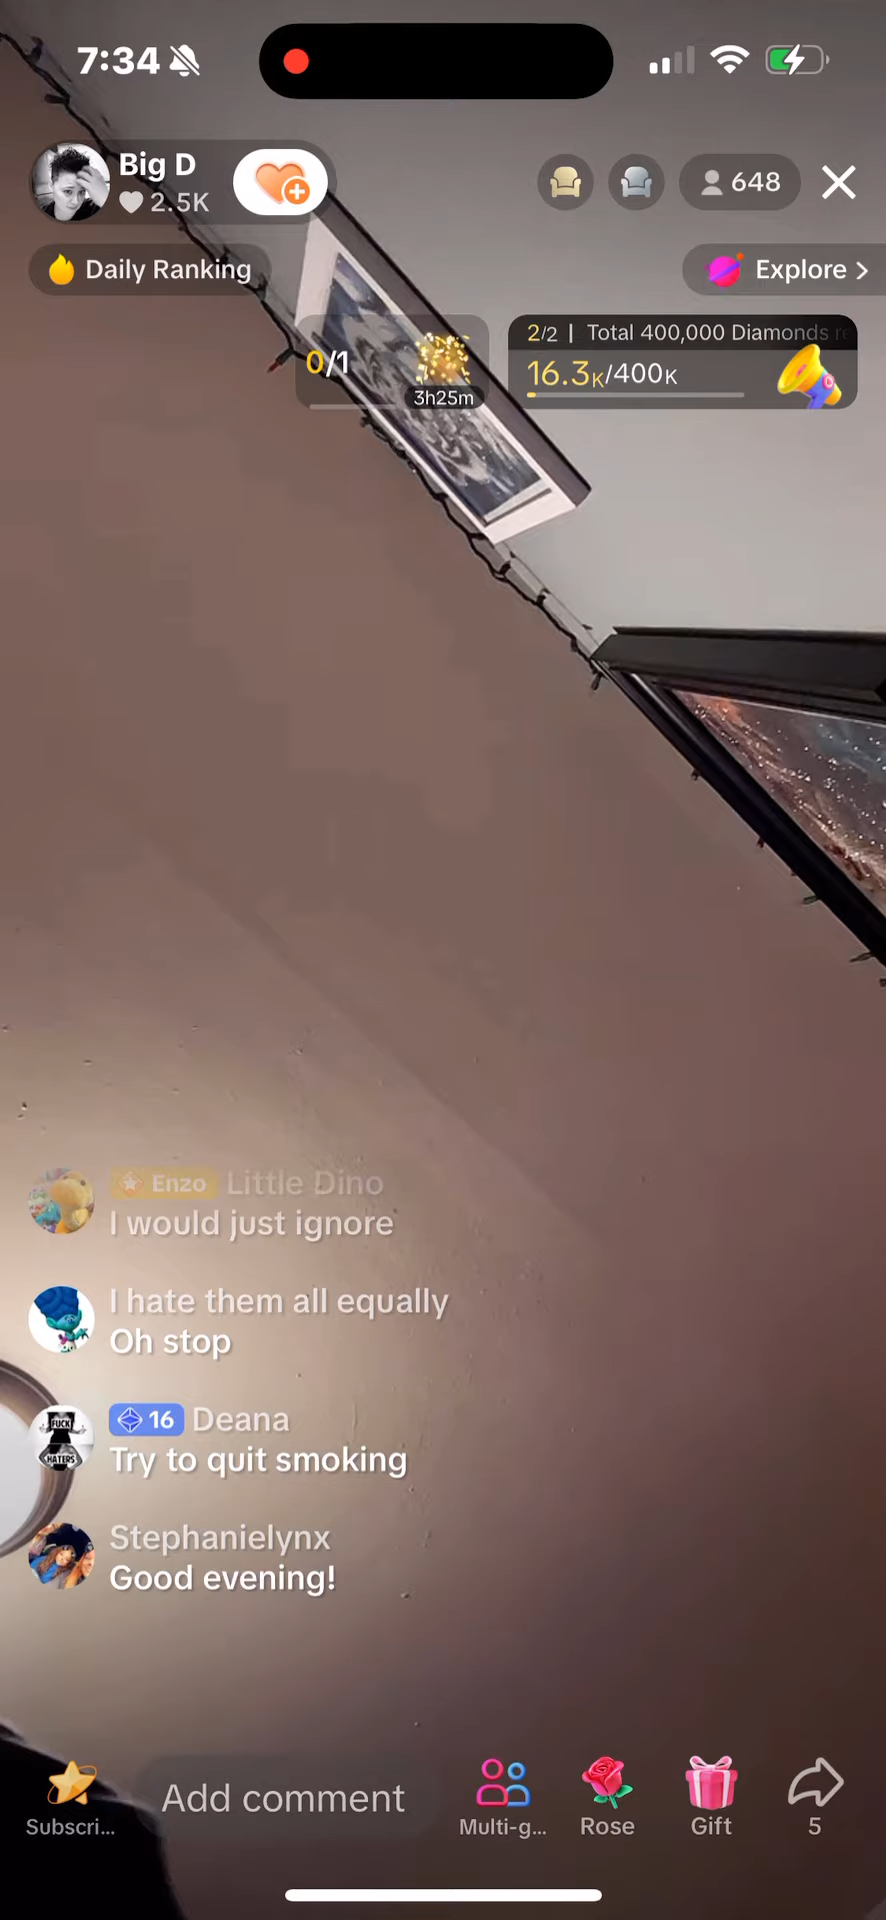 7:34
Big D
2.5K
648
Daily Ranking
Explore >
0/1
3h25m
2/2 | Total 400,000 Diamonds
16.3K/400K
Enzo Little Dino
I would just ignore
I hate them all equally
Oh stop
16 Deana
Try to quit smoking
FUCK
HATERS
Stephanielynx
Good evening!
Add comment
Subscri...
Multi-g...
Rose
Gift
5